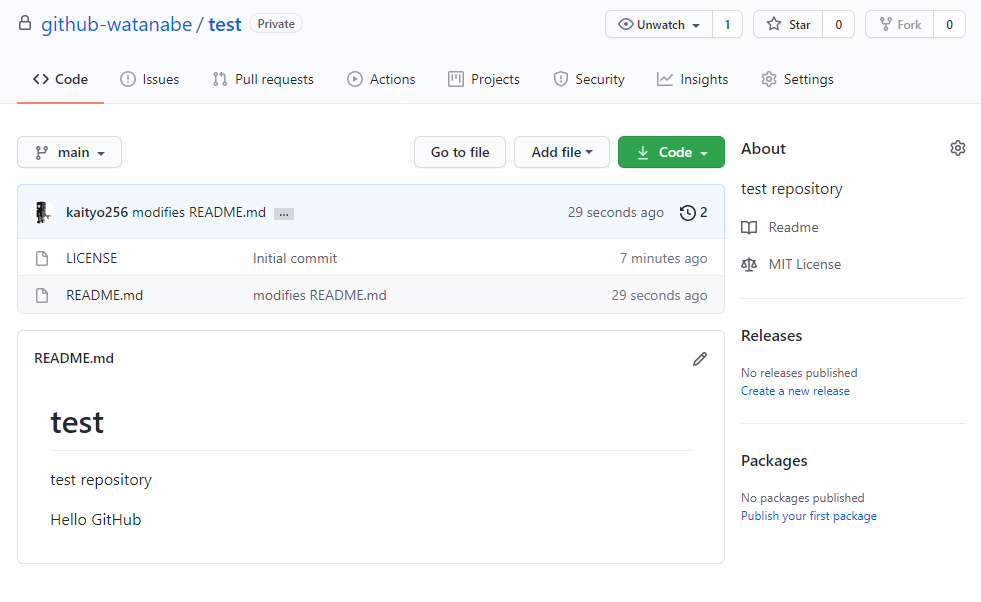 github-watanabe / test Private Unwatch 1 Star 0 Fork 0
Code Issues Pull requests Actions Projects Security Insights Settings
main Go to file Add file Code
kaityo256 modifies README.md ... 29 seconds ago 2
LICENSE Initial commit 7 minutes ago
README.md modifies README.md 29 seconds ago
README.md
test
test repository
Hello GitHub
About
test repository
Readme
MIT License
Releases
No releases published
Create a new release
Packages
No packages published
Publish your first package